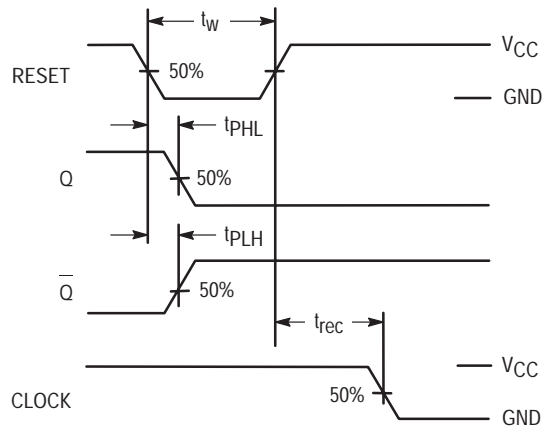 tw
VCC
50%
RESET
GND
tPHL
Q
50%
tPLH
Q̅
50%
trec
VCC
50%
CLOCK
GND